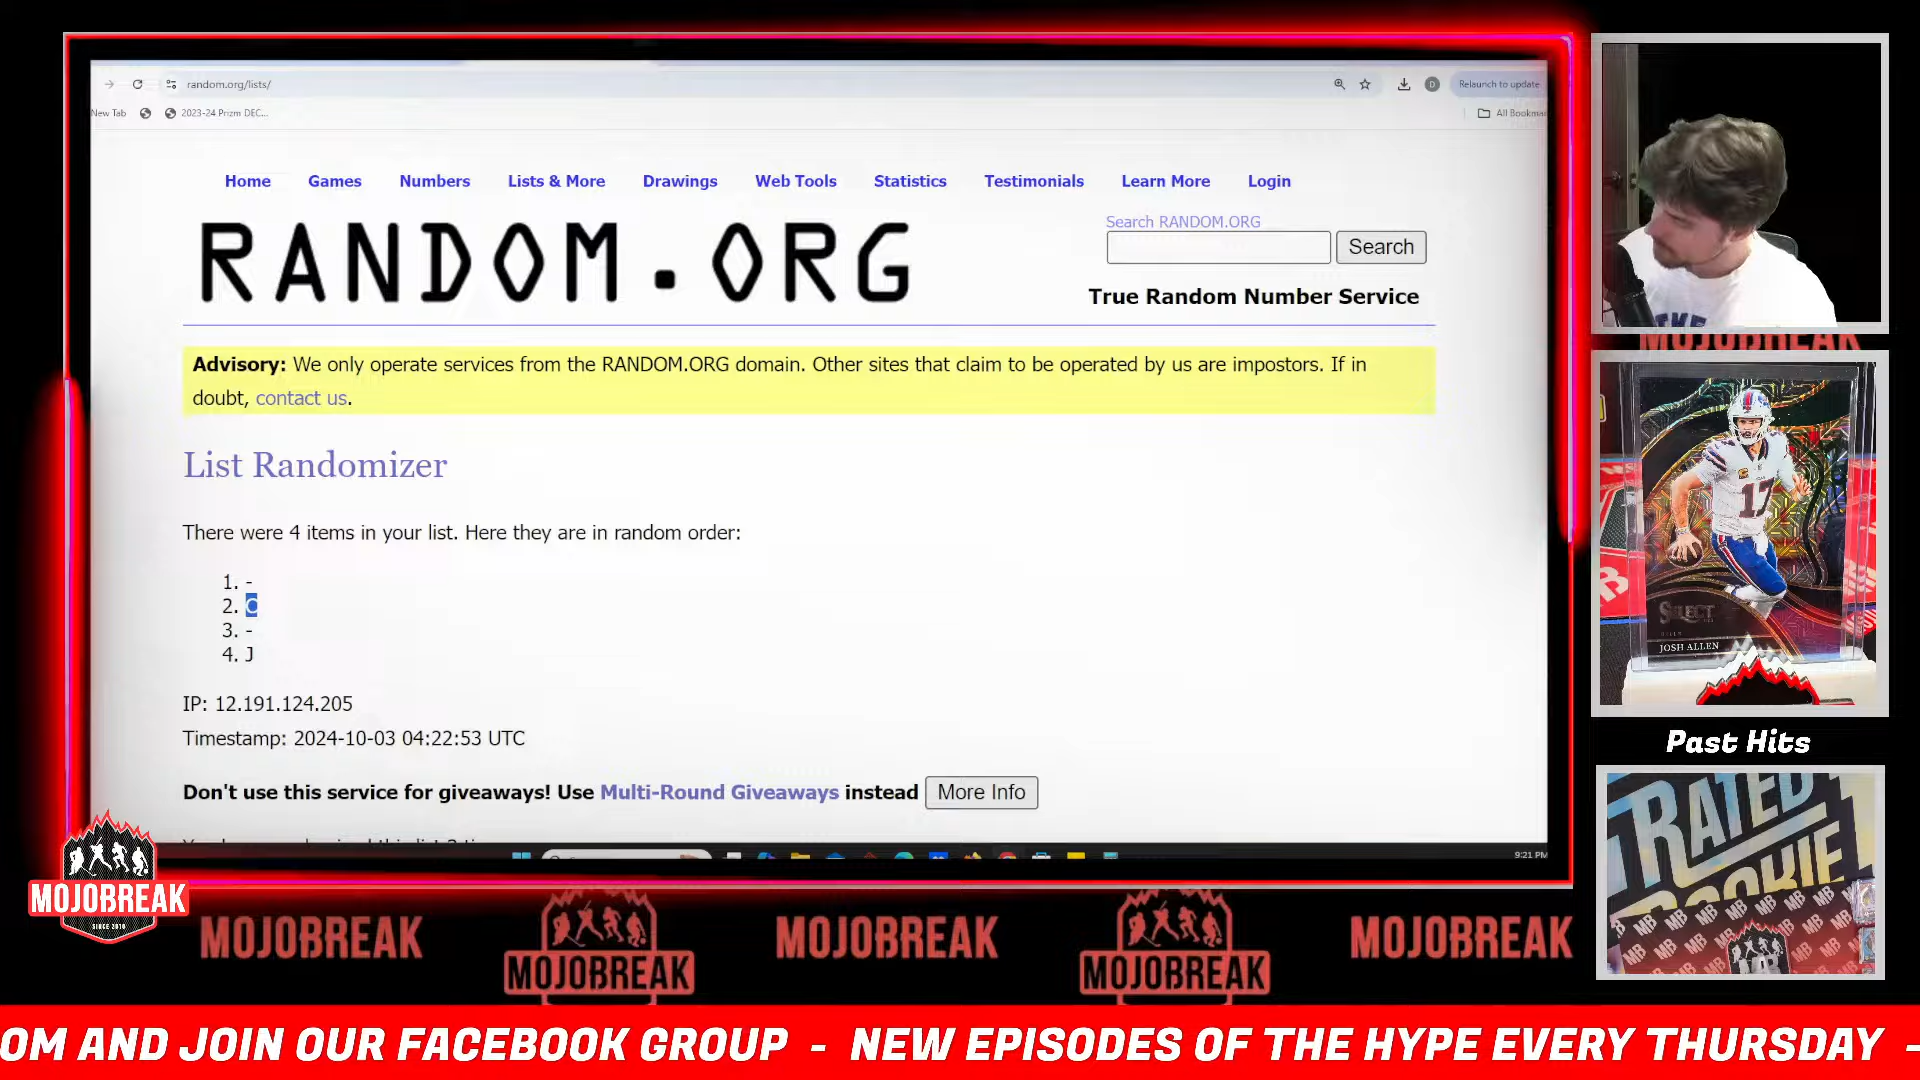 random.org/lists/
Relaunch to update
New Tab
2023-24 Prizm DEC...
All Bookmar
Home Games Numbers Lists & More Drawings Web Tools Statistics Testimonials Learn More Login
RANDOM.ORG
Search RANDOM.ORG
Search
True Random Number Service
Advisory: We only operate services from the RANDOM.ORG domain. Other sites that claim to be operated by us are impostors. If in
doubt, contact us.
List Randomizer
There were 4 items in your list. Here they are in random order:
1. -
2. C
3. -
4. J
IP: 12.191.124.205
Timestamp: 2024-10-03 04:22:53 UTC
Don't use this service for giveaways! Use Multi-Round Giveaways instead More Info
9:21 PM
MOJOBREAK
17
SELECT
JOSH ALLEN
Past Hits
RATED
ROOKIE
MB MB MB MB
MOJOBREAK
SINCE 2010
MOJOBREAK MOJOBREAK MOJOBREAK MOJOBREAK MOJOBREAK
OM AND JOIN OUR FACEBOOK GROUP - NEW EPISODES OF THE HYPE EVERY THURSDAY -